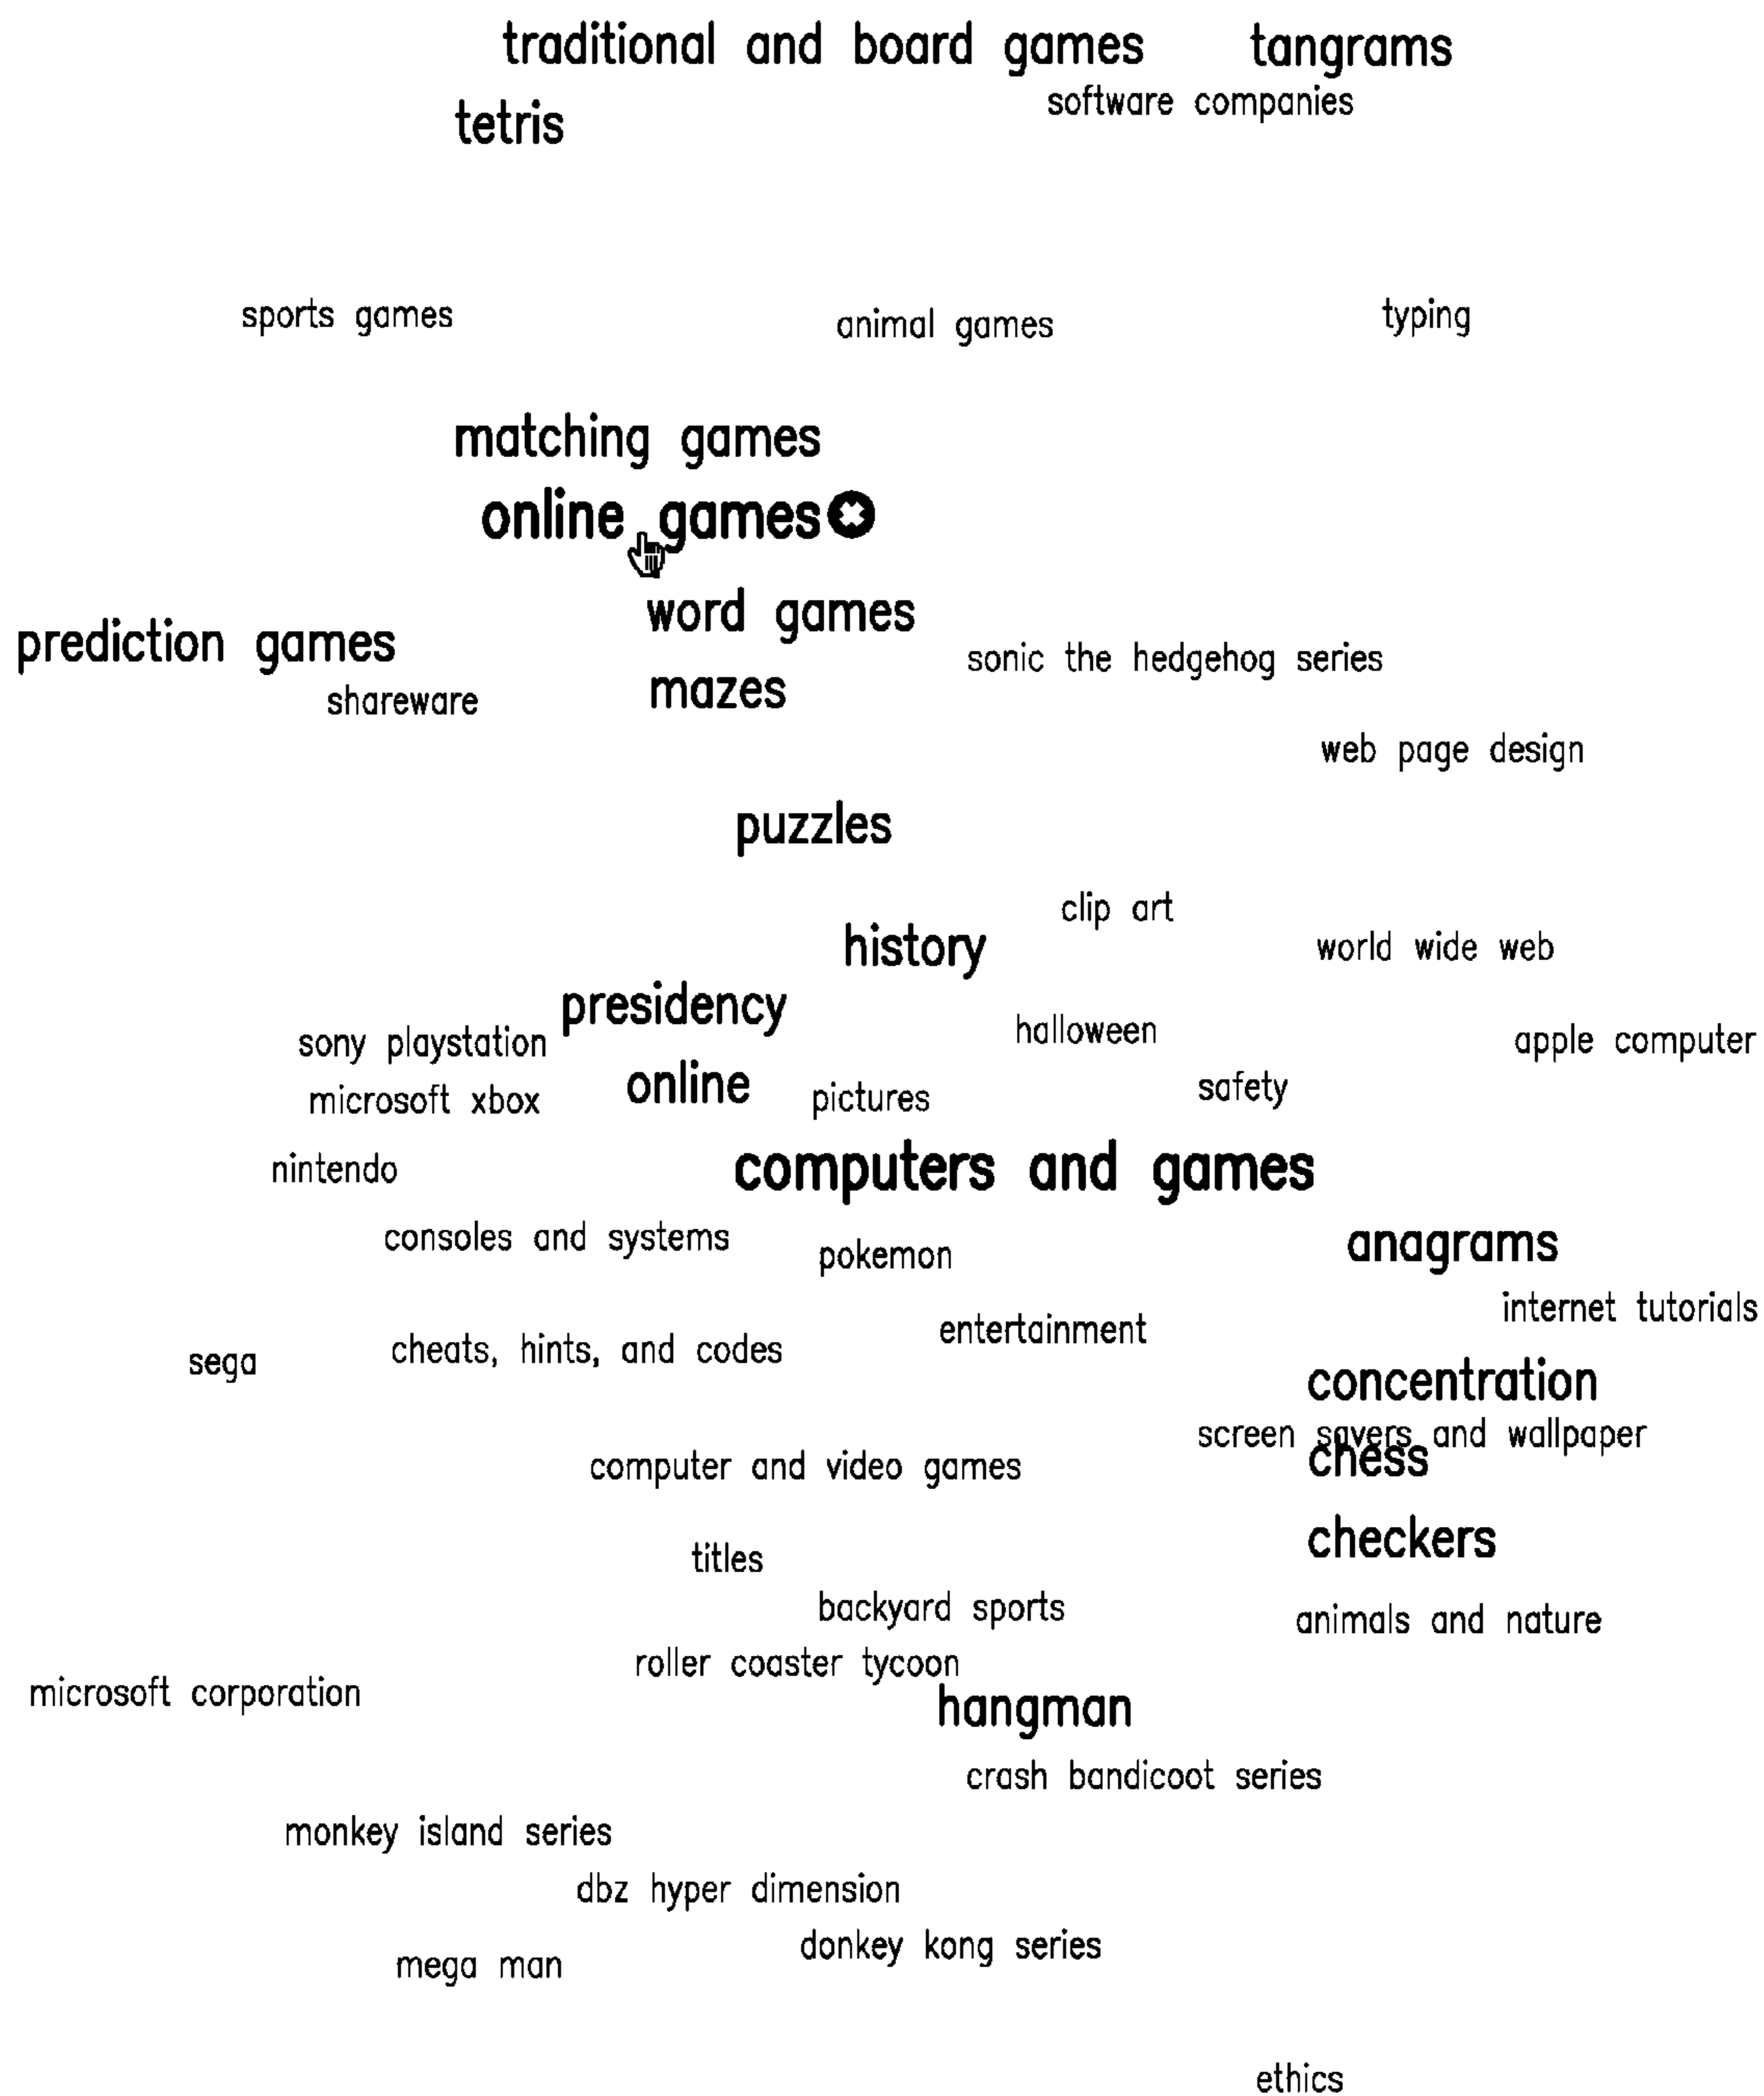 traditional and board games tangrams
software companies
tetris
sports games animal games typing
matching games
online games
word games
prediction games
sonic the hedgehog series
shareware
mazes
web page design
puzzles
clip art
history
world wide web
presidency
halloween
sony playstation
apple computer
online
safety
microsoft xbox
pictures
nintendo
computers and games
consoles and systems
anagrams
pokemon
internet tutorials
entertainment
cheats, hints, and codes
sega
concentration
screen savers and wallpaper
chess
computer and video games
checkers
titles
backyard sports
animals and nature
roller coaster tycoon
microsoft corporation
hangman
crash bandicoot series
monkey island series
dbz hyper dimension
donkey kong series
mega man
ethics